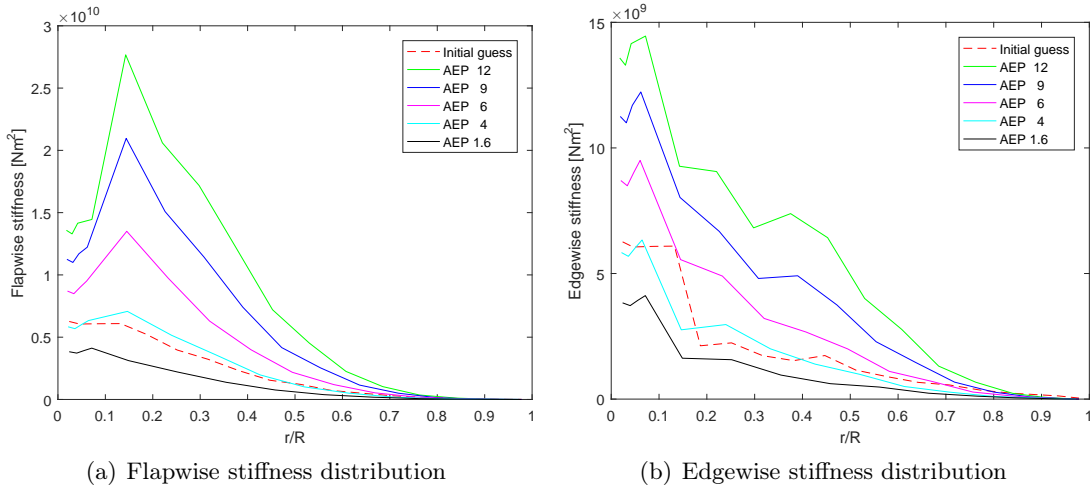 ×10^10
3
2.5
2
1.5
1
0.5
0
Flapwise stiffness [Nm^2]
0 0.1 0.2 0.3 0.4 0.5 0.6 0.7 0.8 0.9 1
r/R
Initial guess
AEP 12
AEP 9
AEP 6
AEP 4
AEP 1.6
(a) Flapwise stiffness distribution
×10^9
15
10
5
0
Edgewise stiffness [Nm^2]
0 0.1 0.2 0.3 0.4 0.5 0.6 0.7 0.8 0.9 1
r/R
Initial guess
AEP 12
AEP 9
AEP 6
AEP 4
AEP 1.6
(b) Edgewise stiffness distribution